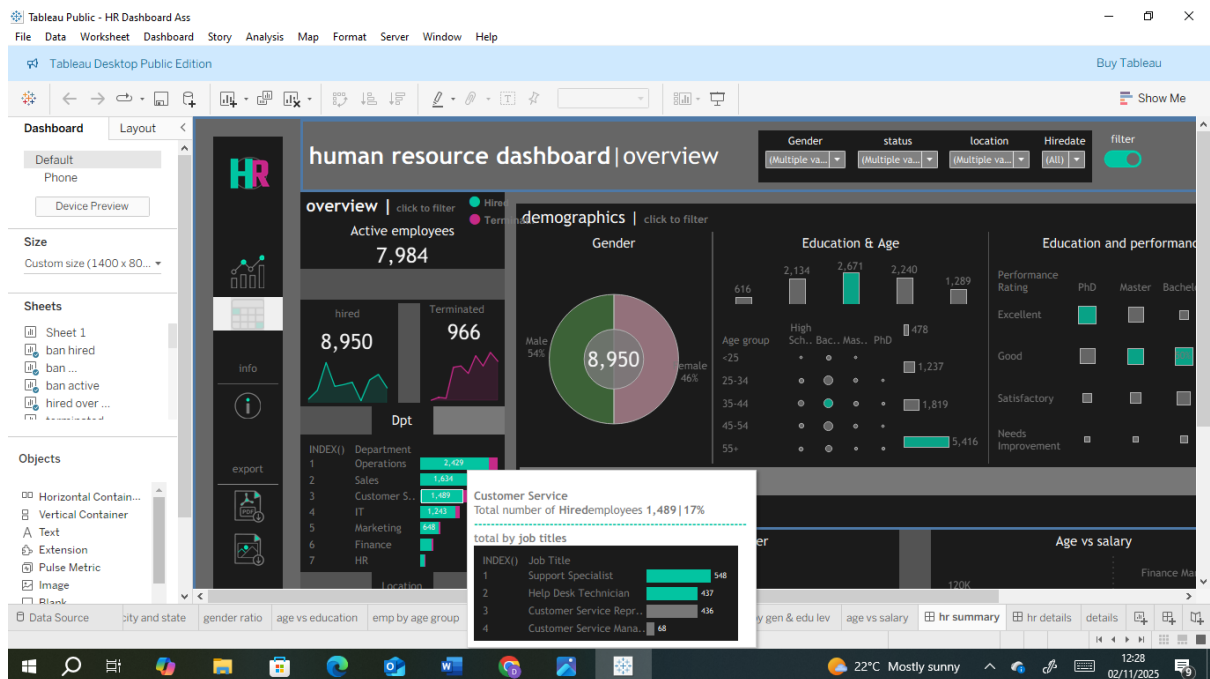 Tableau Public - HR Dashboard Ass
File Data Worksheet Dashboard Story Analysis Map Format Server Window Help
Tableau Desktop Public Edition
Buy Tableau
Show Me
Dashboard
Layout
Default
Phone
Device Preview
Size
Custom size (1400 x 80...
Sheets
Sheet 1
ban hired
ban ...
ban active
hired over ...
Objects
Horizontal Contain...
Vertical Container
Text
Extension
Pulse Metric
Image
Blank
HR
info
export
PDF
human resource dashboard|overview
Gender
(Multiple va...
status
(Multiple va...
location
(Multiple va...
Hiredate
(All)
filter
overview | click to filter
Hired
Active employees
7,984
hired
8,950
Terminated
966
Dpt
INDEX() Department
1 Operations 2,429
2 Sales 1,634
3 Customer S.. 1,489
4 IT 1,243
5 Marketing 648
6 Finance
7 HR
Location
demographics | click to filter
Gender
Male
54%
8,950
emale
46%
Education & Age
616
2,134
2,671
2,240
1,289
Age group
High
Sch.. Bac.. Mas.. PhD
478
<25
1,237
25-34
35-44
1,819
45-54
55+
5,416
Education and performanc
Performance
Rating
PhD Master Bachel
Excellent
Good
Satisfactory
Needs
Improvement
Customer Service
Total number of Hiredemployees 1,489|17%
total by job titles
INDEX() Job Title
1 Support Specialist 548
2 Help Desk Technician 437
3 Customer Service Repr.. 436
4 Customer Service Mana.. 68
er
Age vs salary
Finance Ma
120K
Data Source
city and state
gender ratio
age vs education
emp by age group
y gen & edu lev
age vs salary
hr summary
hr details
details
22°C Mostly sunny
12:28
02/11/2025
9